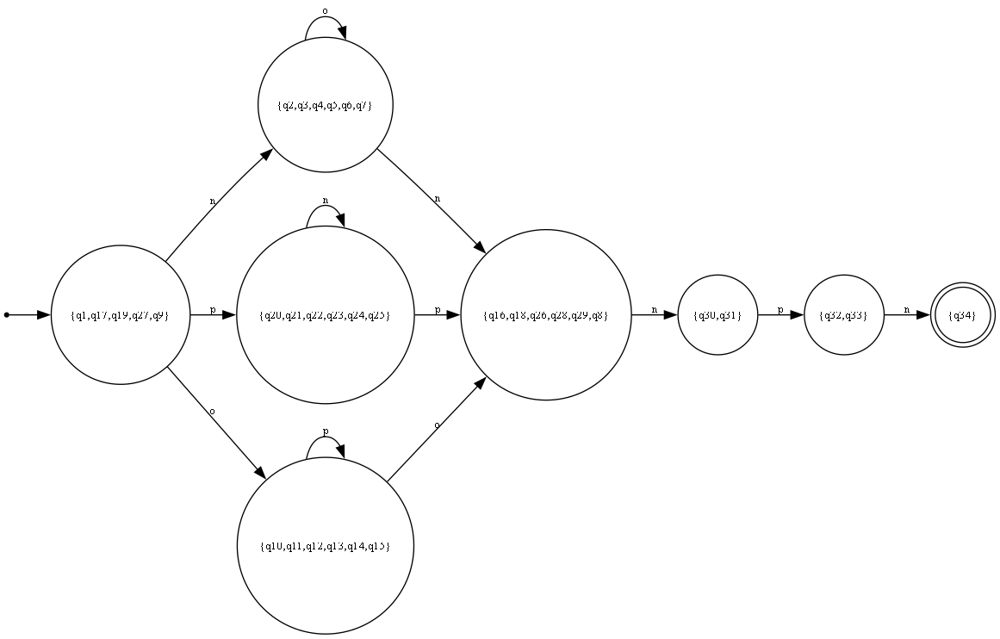 o
{q2,q3,q4,q5,q6,q7}
n
n
n
{q1,q17,q19,q27,q9}
p
{q20,q21,q22,q23,q24,q25}
p
{q16,q18,q26,q28,q29,q8}
n
{q30,q31}
p
{q32,q33}
n
{q34}
o
o
p
{q10,q11,q12,q13,q14,q15}